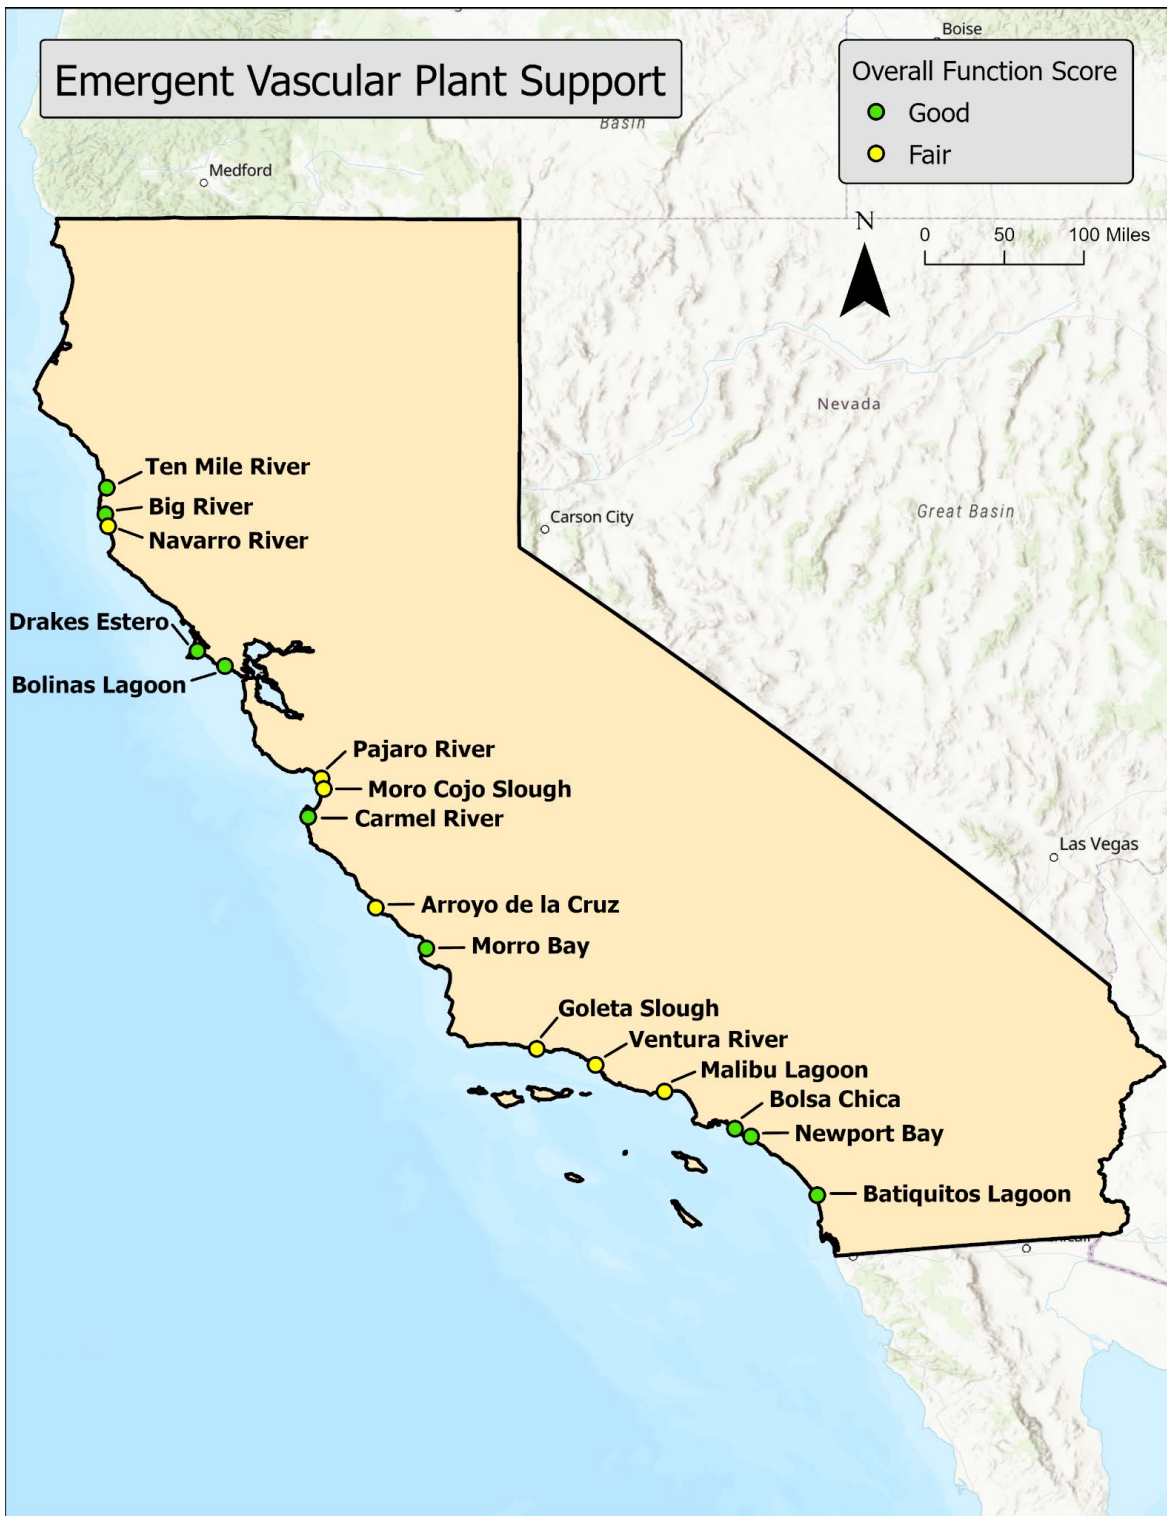 Boise
Emergent Vascular Plant Support
Overall Function Score
Good
Fair
Basin
Medford
N
0 50 100 Miles
Nevada
Ten Mile River
Big River
Navarro River
Carson City
Great Basin
Drakes Estero
Bolinas Lagoon
Pajaro River
Moro Cojo Slough
Carmel River
Las Vegas
Arroyo de la Cruz
Morro Bay
Goleta Slough
Ventura River
Malibu Lagoon
Bolsa Chica
Newport Bay
Batiquitos Lagoon